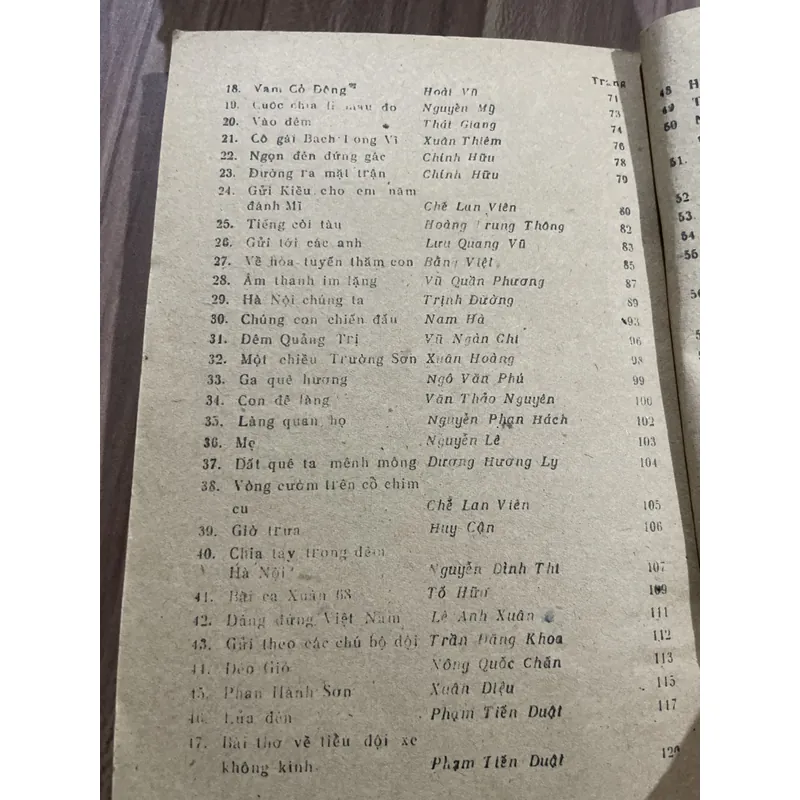 Trang
18. Vàm Cỏ Đông Hoài Vũ 71
19. Cuộc chia li màu đỏ Nguyễn Mỹ 73
20. Vào đêm Thái Giang 74
21. Cô gái Bạch Long Vĩ Xuân Thiêm 76
22. Ngọn đèn đứng gác Chính Hữu 78
23. Đường ra mặt trận Chính Hữu 79
24. Gửi Kiều cho em năm
đánh Mĩ Chế Lan Viên 80
25. Tiếng còi tàu Hoàng Trung Thông 82
26. Gửi tới các anh Lưu Quang Vũ 83
27. Về hỏa tuyến thăm con Bằng Việt 85
28. Âm thanh im lặng Vũ Quần Phương 87
29. Hà Nội chúng ta Trịnh Đường 89
30. Chúng con chiến đấu Nam Hà 93
31. Đêm Quảng Trị Vũ Ngàn Chi 96
32. Một chiều Trường Sơn Xuân Hoàng 98
33. Ga quê hương Ngô Văn Phú 99
34. Con đê làng Văn Thảo Nguyên 100
35. Làng quan họ Nguyễn Phan Hách 102
36. Mẹ Nguyễn Lê 103
37. Đất quê ta mênh mông Dương Hương Ly 104
38. Vòng cườm trên cổ chim
cu Chế Lan Viên 105
39. Giờ trưa Huy Cận 106
40. Chia tay trong đêm
Hà Nội Nguyễn Đình Thi 107
41. Bài ca Xuân 68 Tố Hữu 109
42. Dáng đứng Việt Nam Lê Anh Xuân 111
43. Gửi theo các chú bộ đội Trần Đăng Khoa 112
44. Đèo Gió Nông Quốc Chấn 113
45. Phan Hành Sơn Xuân Diệu 115
46. Lửa đèn Phạm Tiến Duật 117
47. Bài thơ về tiểu đội xe
không kính Phạm Tiến Duật 120
48 H
49 T
50 N
51.
52
53
54
55